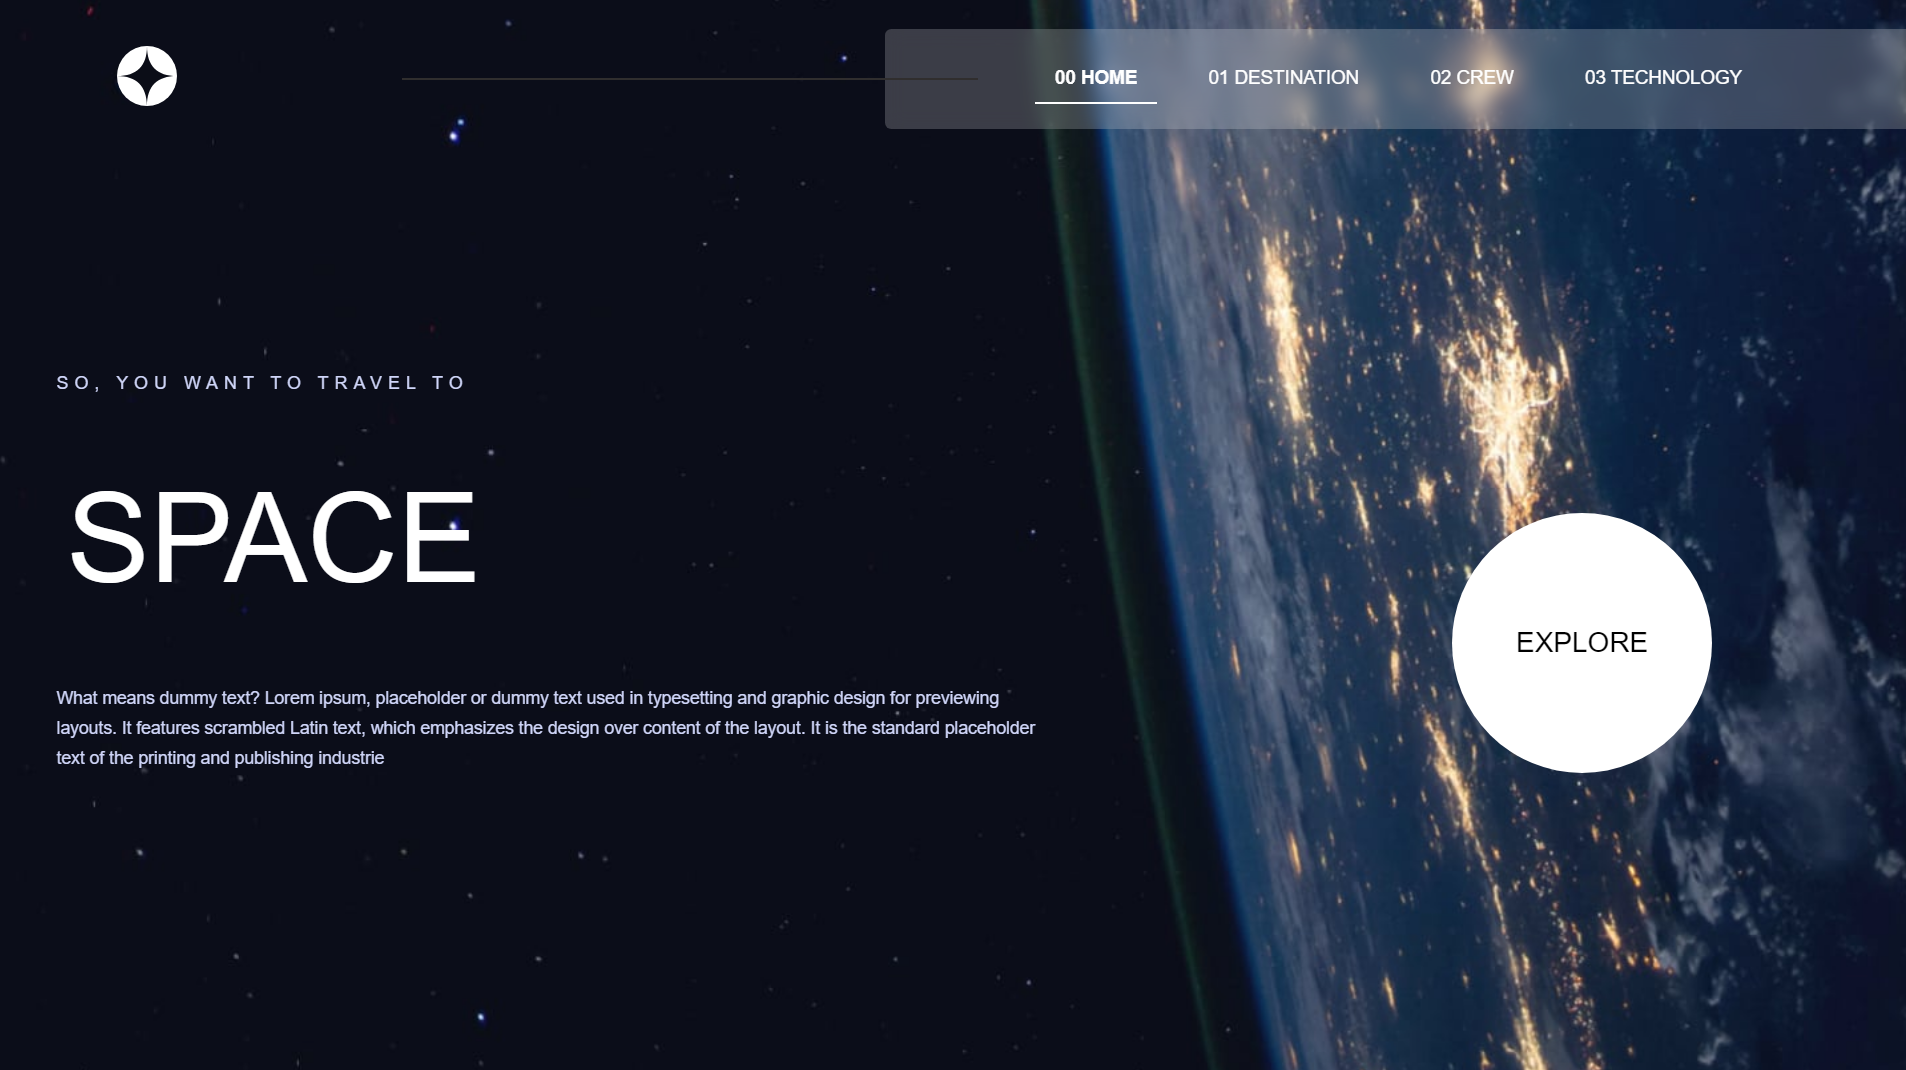 00 HOME 01 DESTINATION 02 CREW 03 TECHNOLOGY
SO, YOU WANT TO TRAVEL TO
SPACE
EXPLORE
What means dummy text? Lorem ipsum, placeholder or dummy text used in typesetting and graphic design for previewing
layouts. It features scrambled Latin text, which emphasizes the design over content of the layout. It is the standard placeholder
text of the printing and publishing industrie